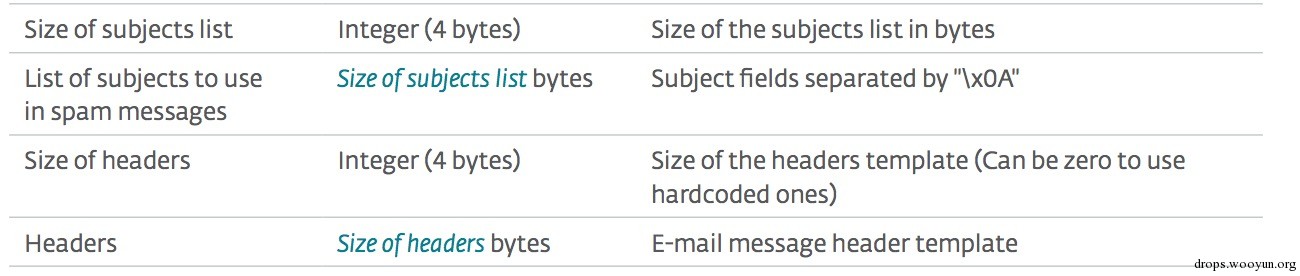 Size of subjects list Integer (4 bytes) Size of the subjects list in bytes
List of subjects to use Size of subjects list bytes Subject fields separated by "\x0A"
in spam messages
Size of headers Integer (4 bytes) Size of the headers template (Can be zero to use
hardcoded ones)
Headers Size of headers bytes E-mail message header template
drops.wooyun.org